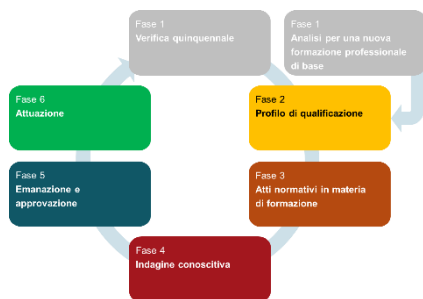 Fase 1
Verifica quinquennale
Fase 1
Analisi per una nuova
formazione professionale
di base
Fase 6
Attuazione
Fase 2
Profilo di qualificazione
Fase 5
Emanazione e
approvazione
Fase 3
Atti normativi in materia
di formazione
Fase 4
Indagine conoscitiva